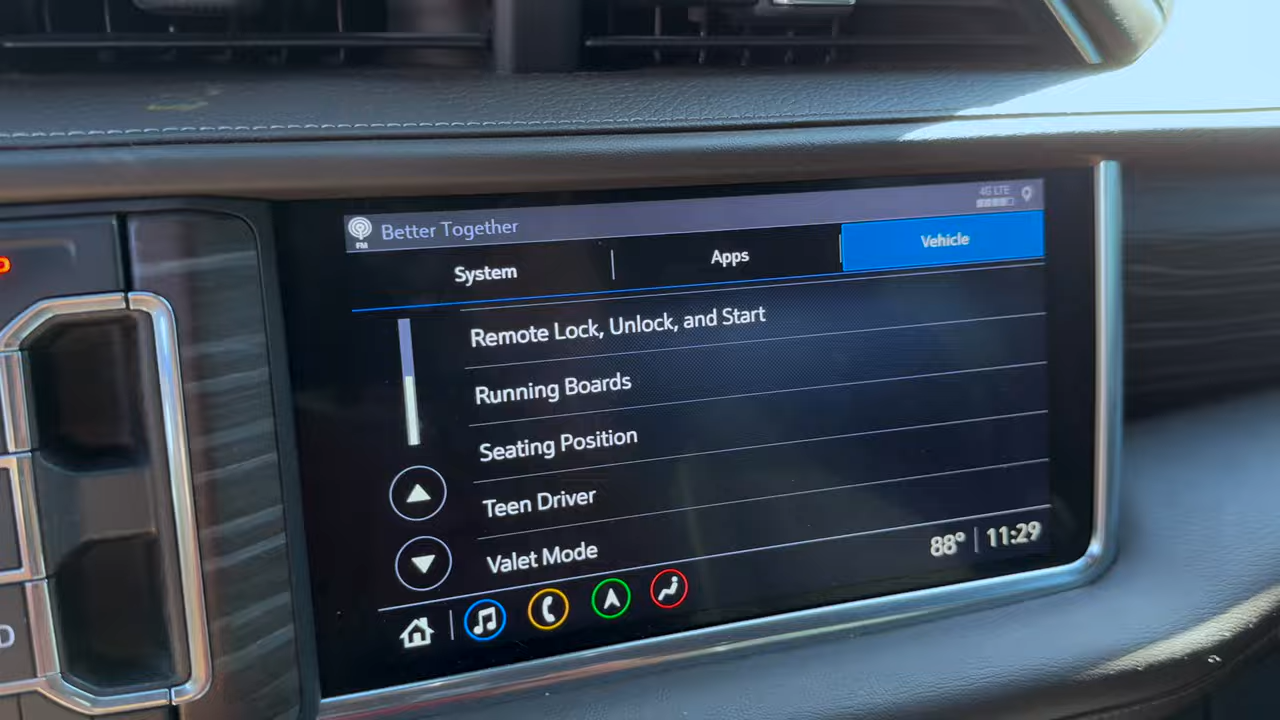 4G LTE
FM
Better Together
System
Apps
Vehicle
Remote Lock, Unlock, and Start
Running Boards
Seating Position
Teen Driver
Valet Mode
88° 11:29
D